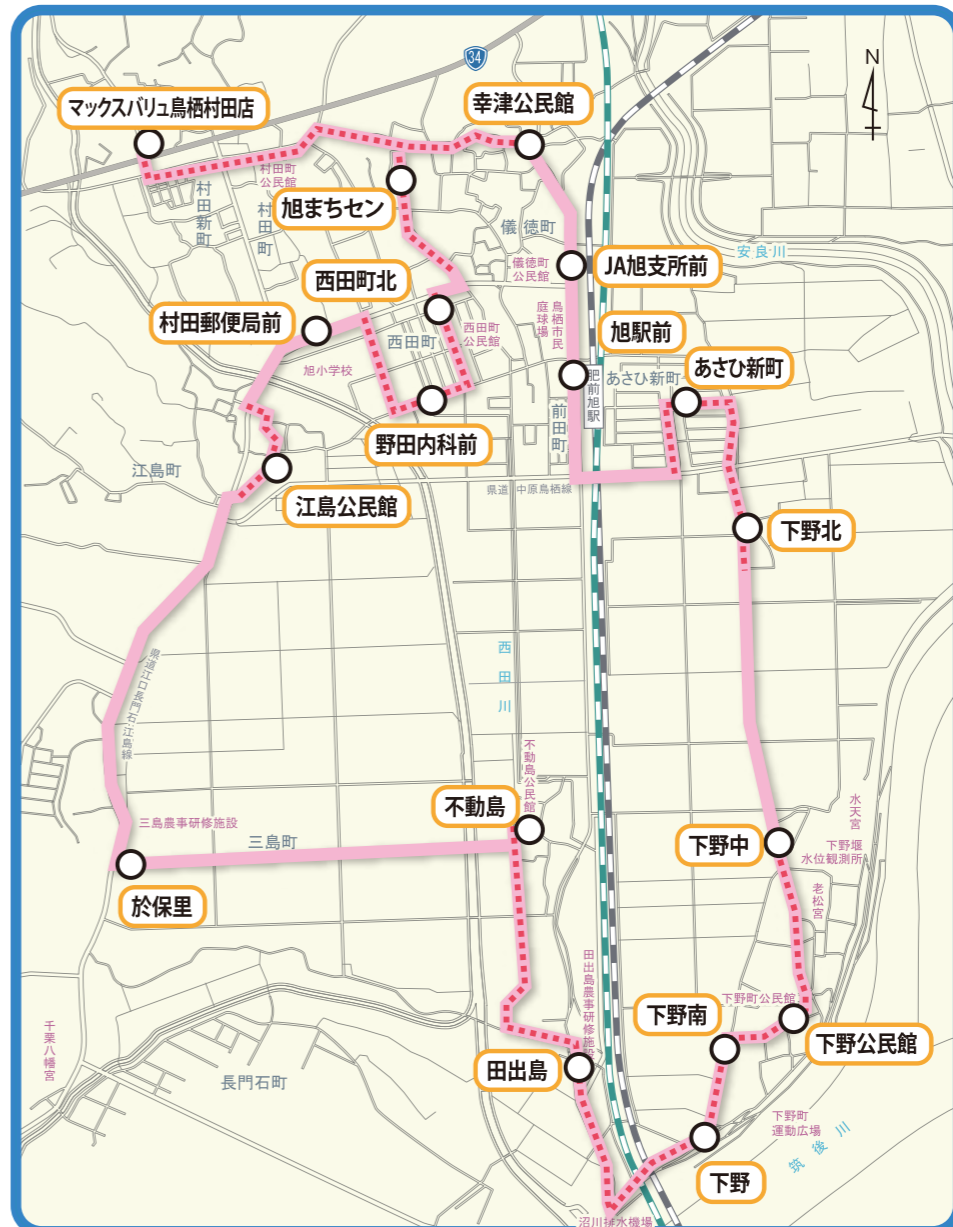 34
N
マックスバリュ鳥栖村田店
幸津公民館
村田町
公民館
旭まちセン
村田新町
村田町
儀徳町
安良川
西田町北
儀徳町
公民館
JA旭支所前
村田郵便局前
鳥栖市民
庭球場
旭駅前
西田町
西田町
公民館
旭小学校
肥前旭駅
あさひ新町
あさひ新町
前田町
野田内科前
江島町
江島公民館
県道 中原鳥栖線
下野北
西田川
県道江口長門石江島線
不動島公民館
不動島
三島農事研修施設
三島町
水天宮
下野中
下野堰
水位観測所
於保里
老松宮
田出島農事研修施設
下野町公民館
下野南
下野公民館
千栗八幡宮
田出島
長門石町
下野町
運動広場
筑後川
下野
沼川排水機場